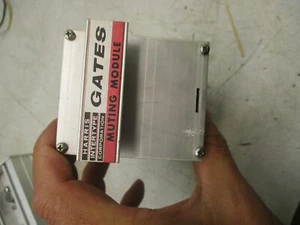 HARRIS
INTERTYPE
CORPORATION
GATES
MUTING MODULE